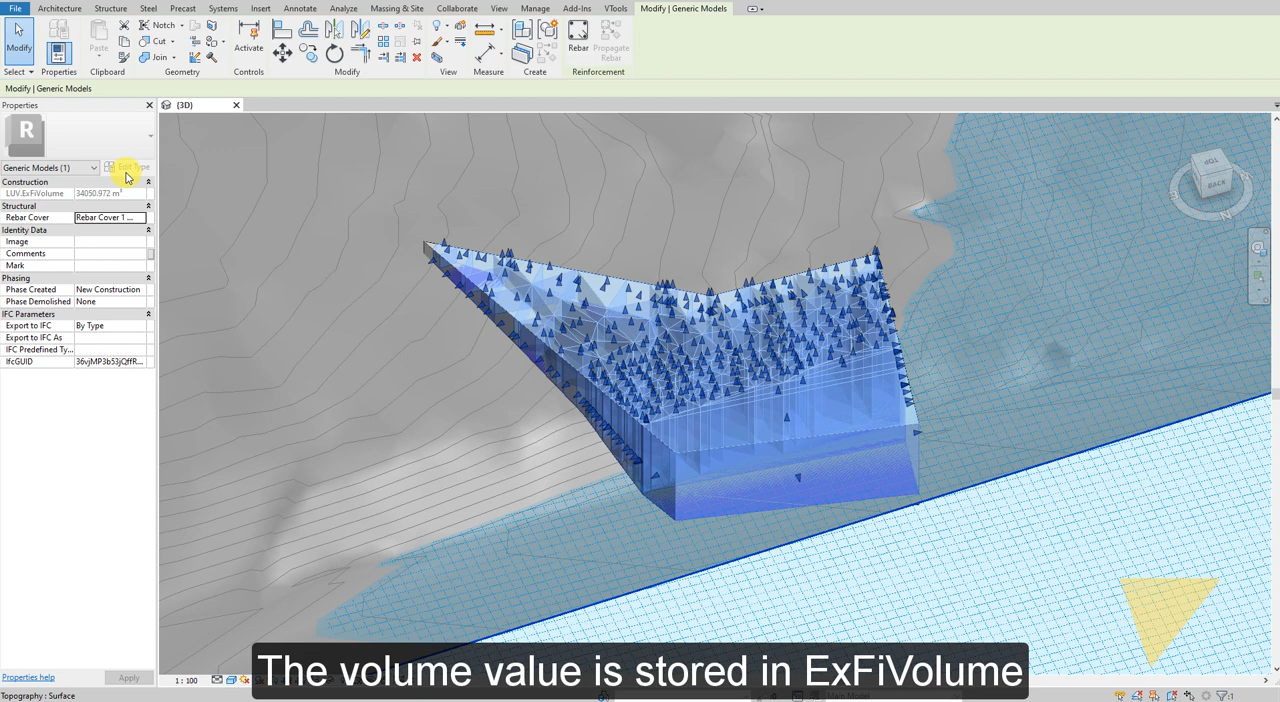 File Architecture Structure Steel Precast Systems Insert Annotate Analyze Massing & Site Collaborate View Manage Add-Ins VTools Modify | Generic Models
Modify
Paste
Notch
Cut
Join
Activate
Rebar
Propagate Rebar
Select Properties Clipboard Geometry Controls Modify View Measure Create Reinforcement
Modify | Generic Models
Properties
{3D}
R
Generic Models (1) Edit Type
Construction
LUV.ExFiVolume 34050.972 m³
Structural
Rebar Cover Rebar Cover 1 ...
Identity Data
Image
Comments
Mark
Phasing
Phase Created New Construction
Phase Demolished None
IFC Parameters
Export to IFC By Type
Export to IFC As
IFC Predefined Ty...
IfcGUID 36vjMP3b53jQffR...
TOP
BACK
E
N
Properties help Apply
1 : 100
The volume value is stored in ExFiVolume
Topography : Surface
Main Model
:1